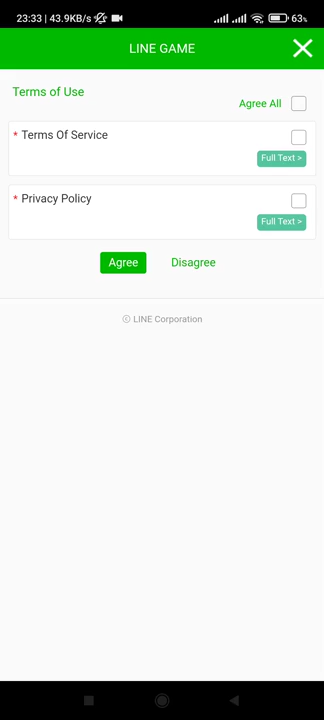 23:33 | 43.9KB/s 63%
LINE GAME
Terms of Use
Agree All
* Terms Of Service
Full Text >
* Privacy Policy
Full Text >
Agree Disagree
© LINE Corporation